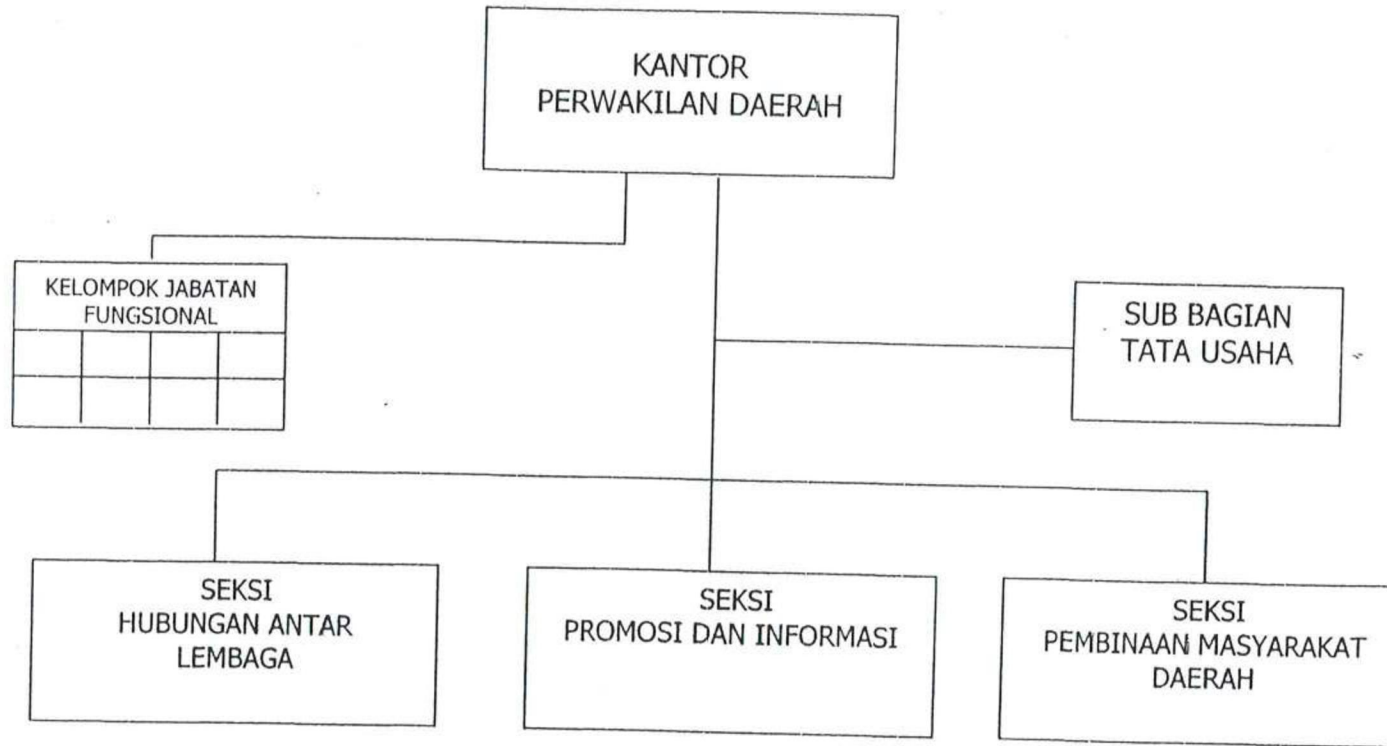 KANTOR
PERWAKILAN DAERAH
KELOMPOK JABATAN
FUNGSIONAL
SUB BAGIAN
TATA USAHA
SEKSI
HUBUNGAN ANTAR
LEMBAGA
SEKSI
PROMOSI DAN INFORMASI
SEKSI
PEMBINAAN MASYARAKAT
DAERAH